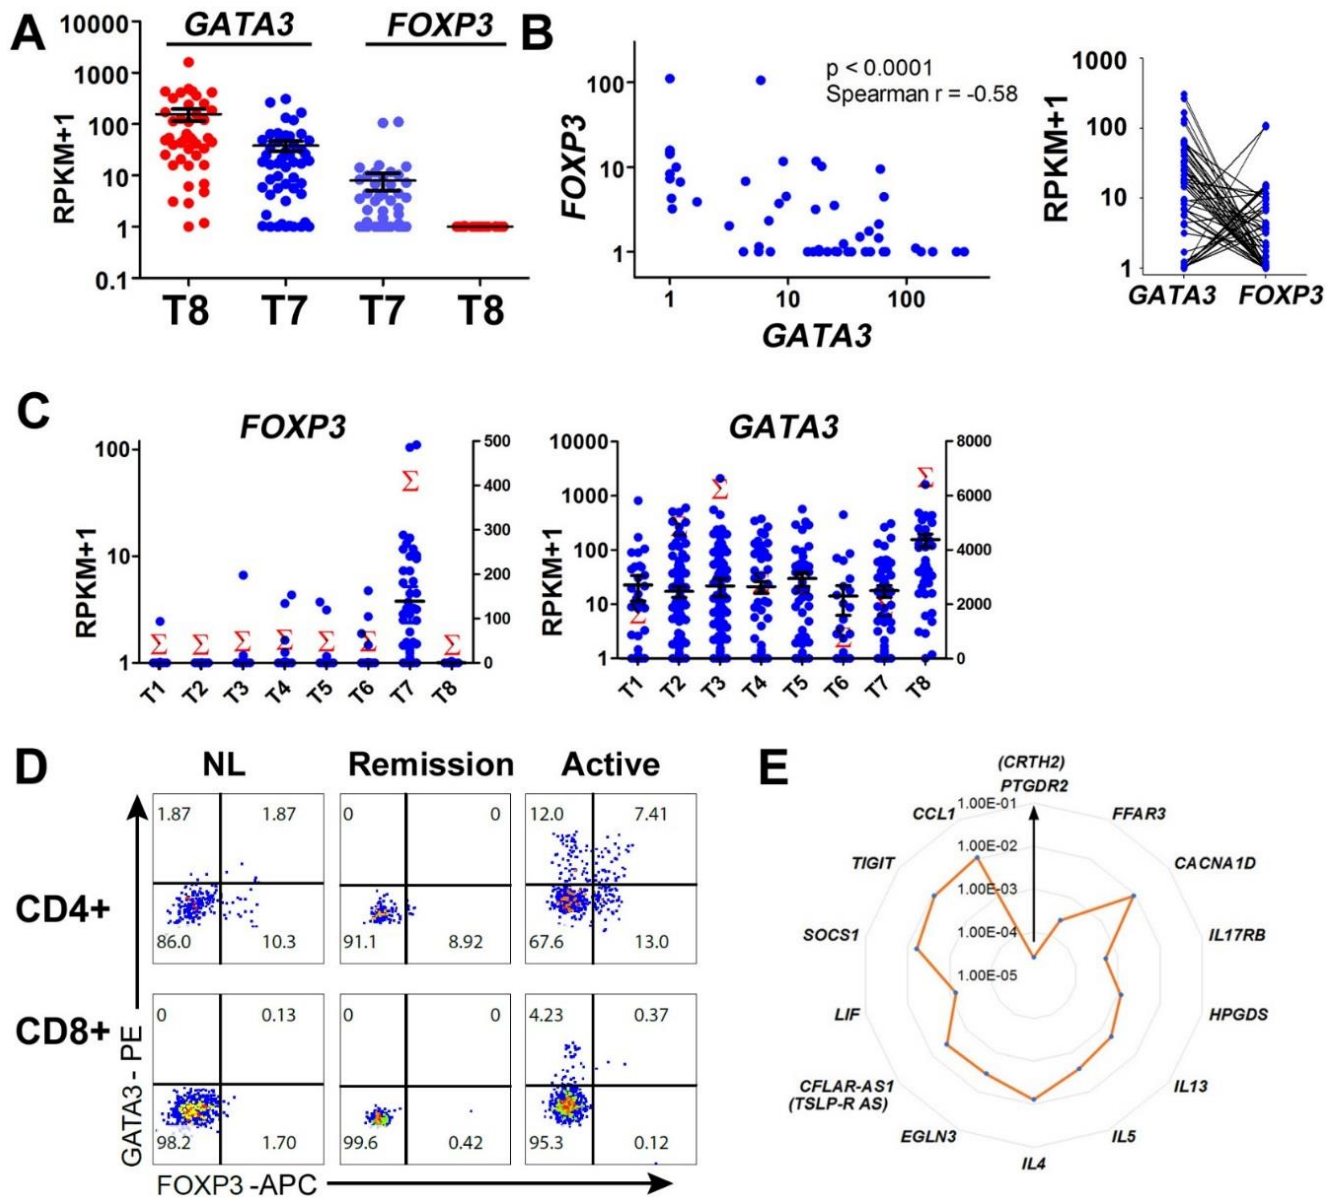 A
GATA3
FOXP3
RPKM+1
10000
1000
100
10
1
0.1
T8
T7
T7
T8
B
FOXP3
100
10
1
p < 0.0001
Spearman r = -0.58
1
10
100
GATA3
RPKM+1
1000
100
10
1
GATA3
FOXP3
C
FOXP3
RPKM+1
100
10
1
Σ
Σ
Σ
Σ
Σ
Σ
Σ
Σ
500
400
300
200
100
0
T1
T2
T3
T4
T5
T6
T7
T8
GATA3
RPKM+1
10000
1000
100
10
1
Σ
Σ
Σ
Σ
8000
6000
4000
2000
0
T1
T2
T3
T4
T5
T6
T7
T8
D
NL
Remission
Active
CD4+
1.87
1.87
86.0
10.3
0
0
91.1
8.92
12.0
7.41
67.6
13.0
CD8+
0
0.13
98.2
1.70
0
0
99.6
0.42
4.23
0.37
95.3
0.12
GATA3 - PE
FOXP3 -APC
E
(CRTH2)
PTGDR2
FFAR3
CACNA1D
IL17RB
HPGDS
IL13
IL5
IL4
EGLN3
CFLAR-AS1
(TSLP-R AS)
LIF
SOCS1
TIGIT
CCL1
1.00E-01
1.00E-02
1.00E-03
1.00E-04
1.00E-05